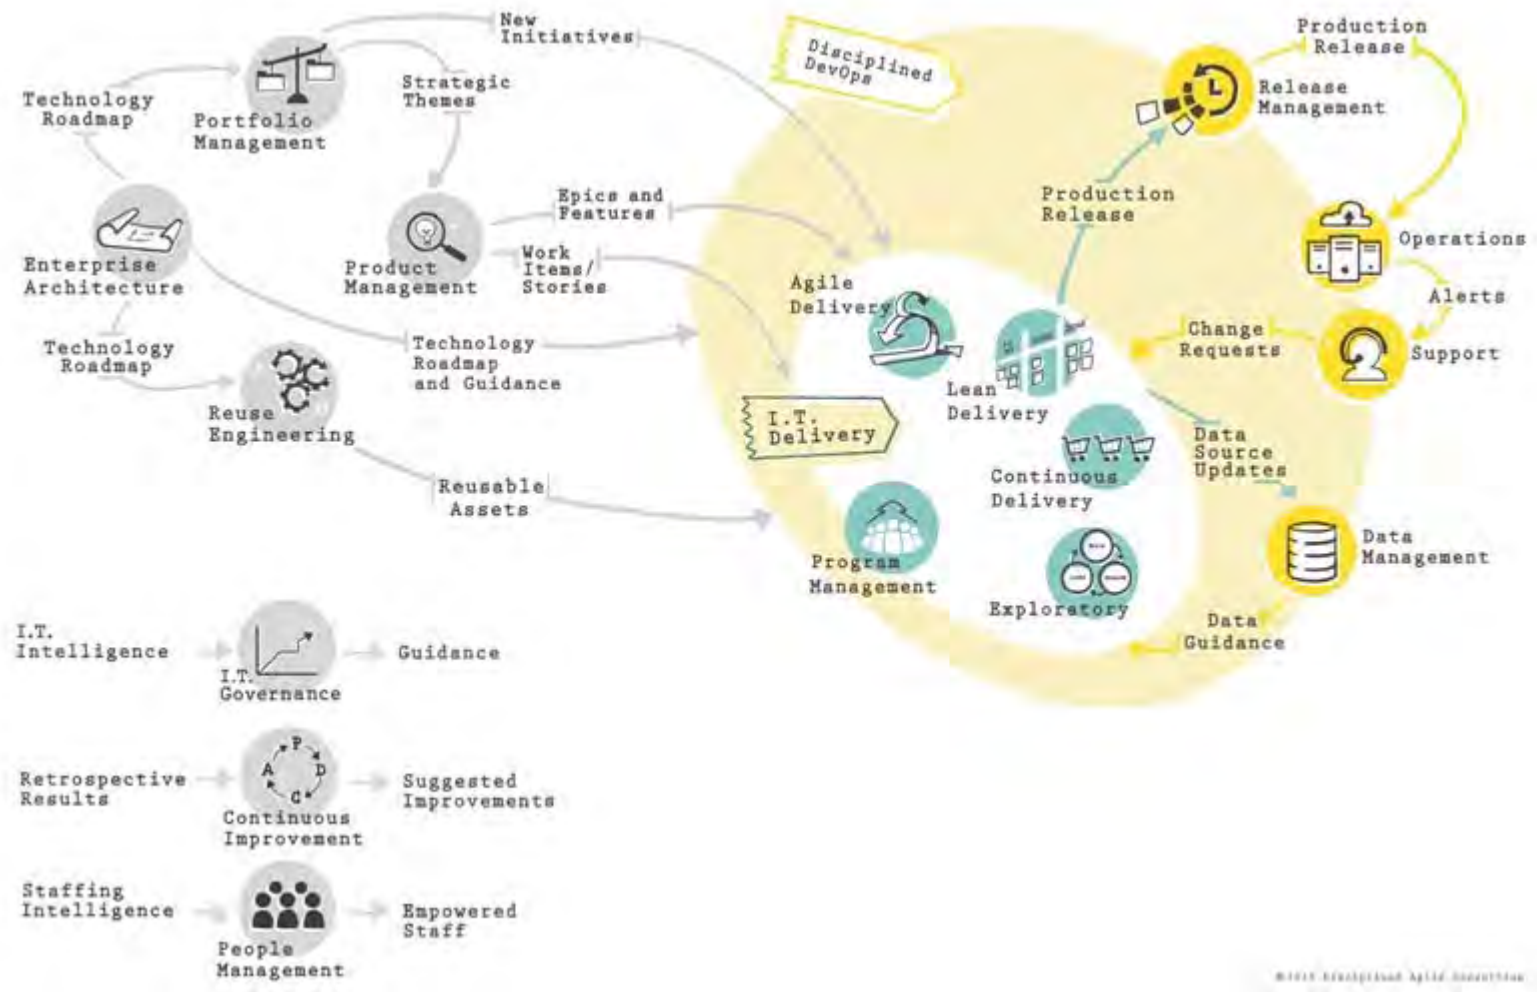 New
Initiatives
Strategic
Themes
Technology
Roadmap
Portfolio
Management
Disciplined
DevOps
Production
Release
Release
Management
Production
Release
Epics and
Features
Work
Items/
Stories
Product
Management
Enterprise
Architecture
Technology
Roadmap
Technology
Roadmap
and Guidance
Reuse
Engineering
Reusable
Assets
Agile
Delivery
Lean
Delivery
I.T.
Delivery
Continuous
Delivery
Program
Management
Exploratory
Operations
Alerts
Change
Requests
Support
Data
Source
Updates
Data
Management
Data
Guidance
I.T.
Intelligence
I.T.
Governance
Guidance
Retrospective
Results
P
A D
C
Continuous
Improvement
Suggested
Improvements
Staffing
Intelligence
People
Management
Empowered
Staff